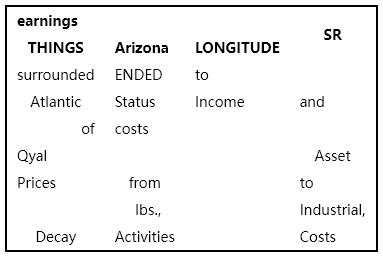 earnings
THINGS Arizona LONGITUDE SR
surrounded ENDED to
Atlantic Status Income and
of costs
Qyal Asset
Prices from to
lbs., Industrial,
Decay Activities Costs